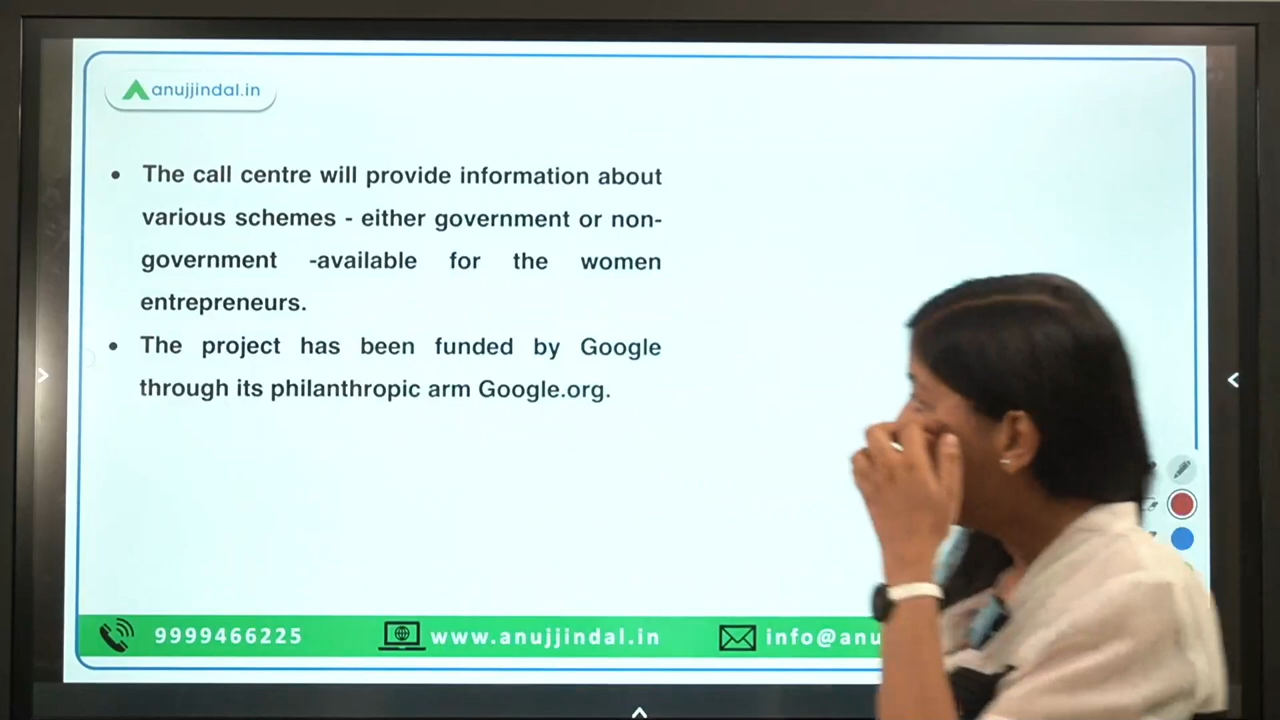 anujjindal.in
• The call centre will provide information about
various schemes - either government or non-
government -available for the women
entrepreneurs.
• The project has been funded by Google
through its philanthropic arm Google.org.
9999466225 www.anujjindal.in